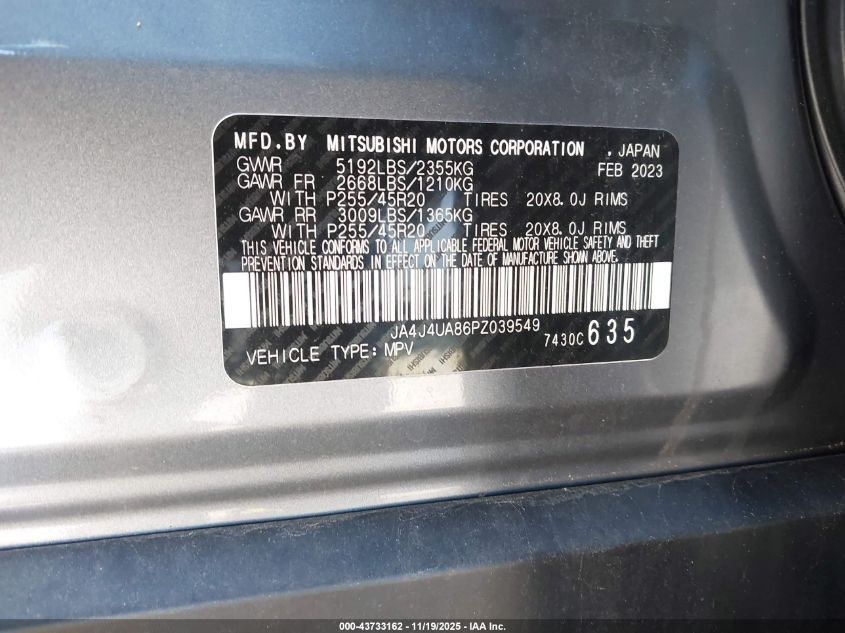 MFD.BY MITSUBISHI MOTORS CORPORATION , JAPAN
GVWR 5192LBS/2355KG FEB 2023
GAWR FR 2668LBS/1210KG
WITH P255/45R20 TIRES 20X8.0J RIMS
GAWR RR 3009LBS/1365KG
WITH P255/45R20 TIRES 20X8.0J RIMS
THIS VEHICLE CONFORMS TO ALL APPLICABLE FEDERAL MOTOR VEHICLE SAFETY AND THEFT
PREVENTION STANDARDS IN EFFECT ON THE DATE OF MANUFACTURE SHOWN ABOVE.
JA4J4UA86PZ039549
VEHICLE TYPE: MPV 7430C 635
000-43733162 - 11/19/2025 - IAA Inc.